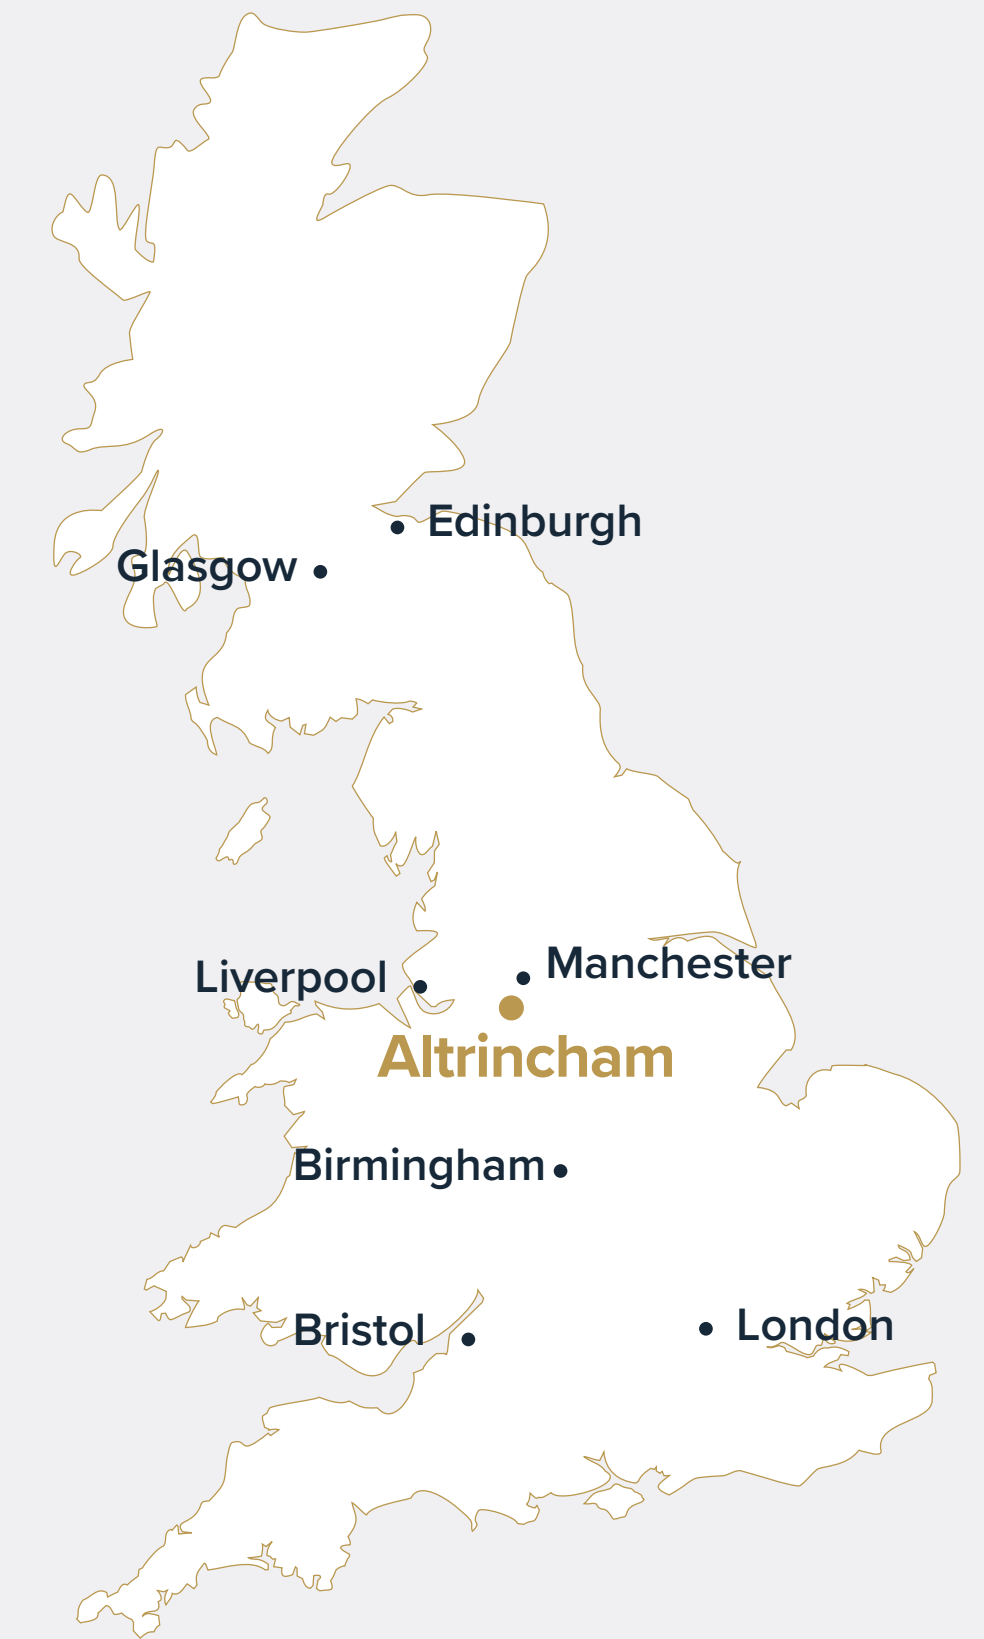 Edinburgh
Glasgow
Manchester
Liverpool
Altrincham
Birmingham
London
Bristol